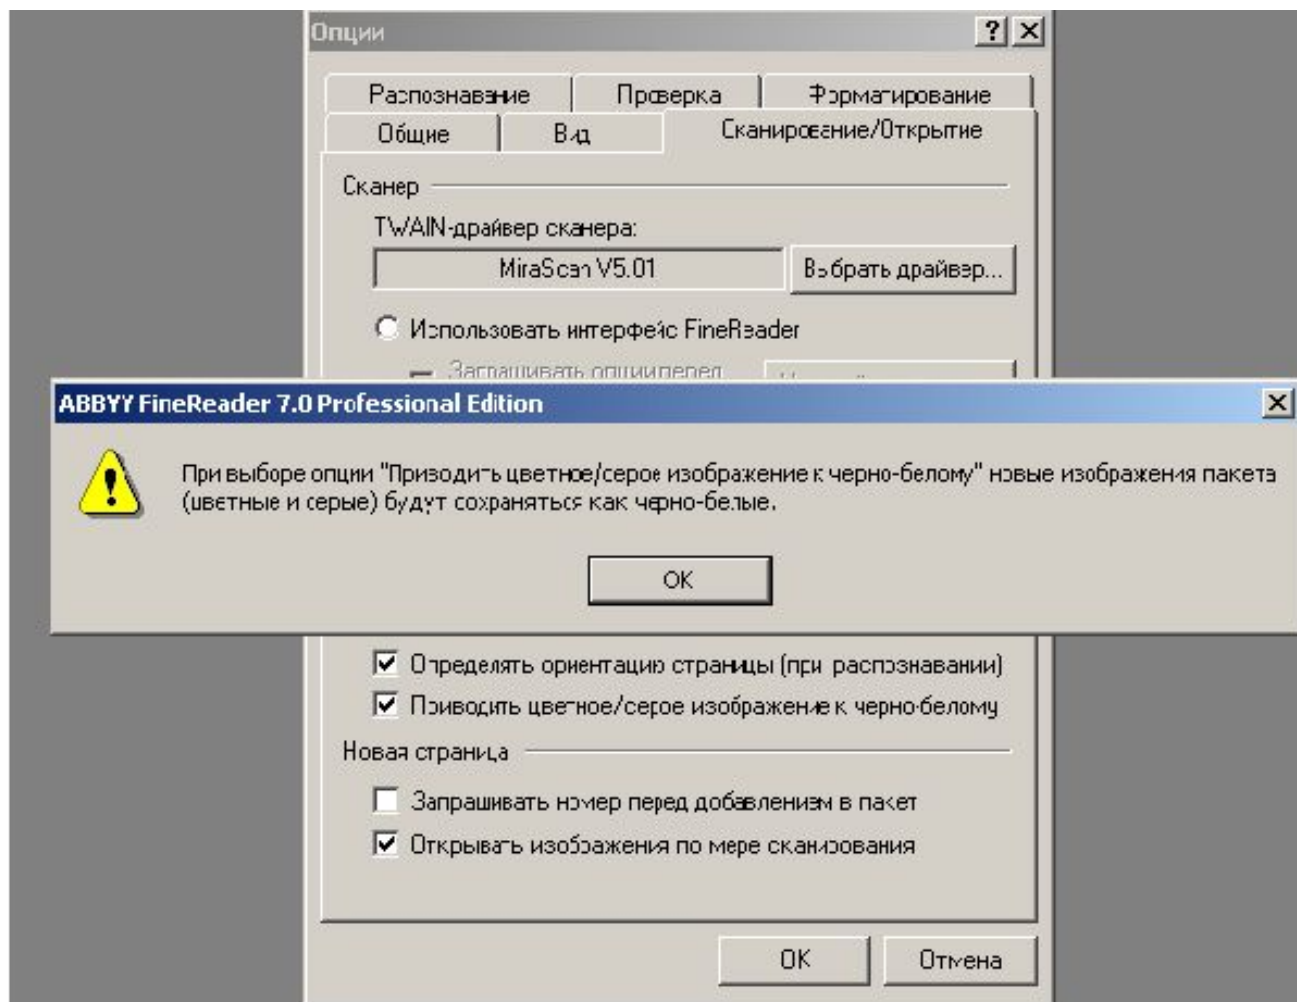 Опции
Распознавание Проверка Форматирование
Общие Вид Сканирование/Открытие
Сканер
TWAIN-драйвер сканера:
MiraScan V5.01 Выбрать драйвер...
Использовать интерфейс FineReader
Запрашивать опции перед
ABBYY FineReader 7.0 Professional Edition
При выборе опции "Приводить цветное/серое изображение к черно-белому" новые изображения пакета
(цветные и серые) будут сохраняться как черно-белые.
OK
Определять ориентацию страницы (при распознавании)
Приводить цветное/серое изображение к черно-белому
Новая страница
Запрашивать номер перед добавлением в пакет
Открывать изображения по мере сканирования
OK Отмена